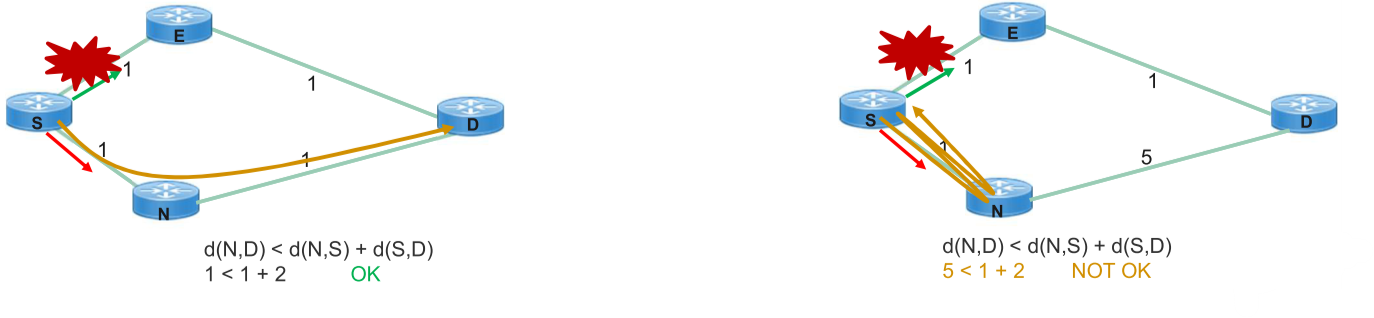 E
1
1
S
D
1
1
N
d(N,D) < d(N,S) + d(S,D)
1 < 1 + 2 OK
E
1
1
S
D
1
5
N
d(N,D) < d(N,S) + d(S,D)
5 < 1 + 2 NOT OK